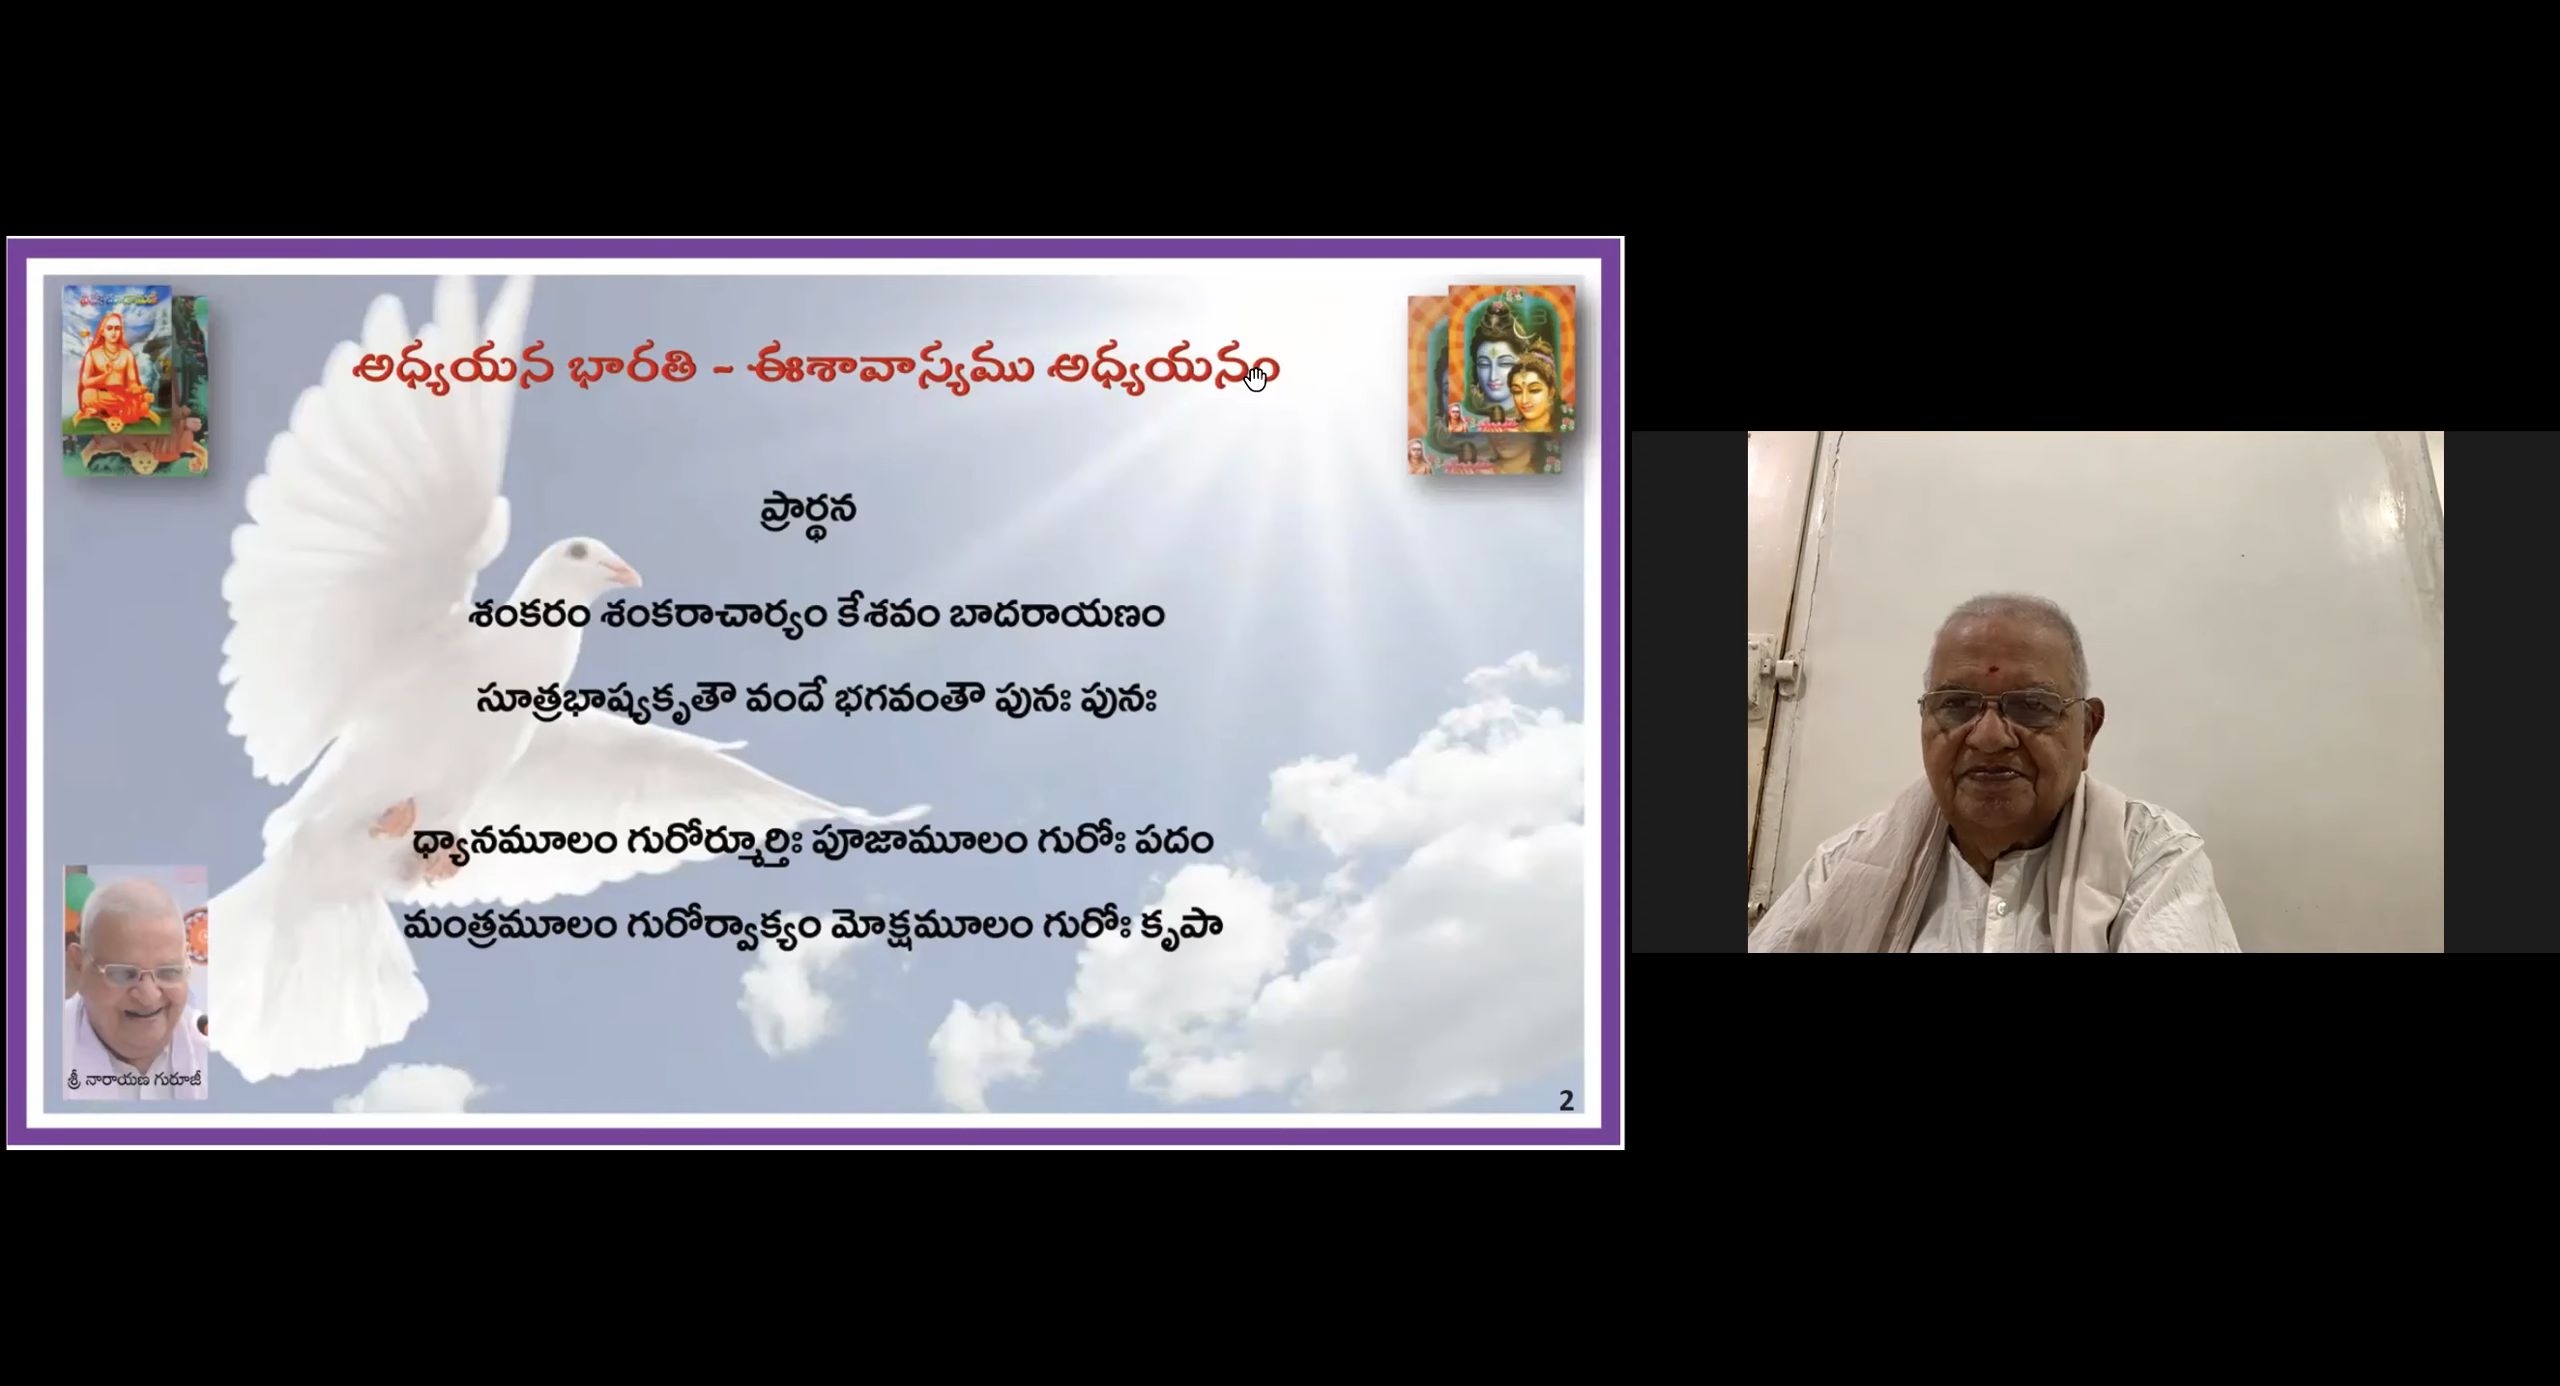 అధ్యయన భారతి - ఈశావాస్యము అధ్యయనం
ప్రార్థన
శంకరం శంకరాచార్యం కేశవం బాదరాయణం
సూత్రభాష్యకృతౌ వందే భగవంతౌ పునః పునః
ధ్యానమూలం గురోర్మూర్తిః పూజామూలం గురోః పదం
మంత్రమూలం గురోర్వాక్యం మోక్షమూలం గురోః కృపా
శ్రీ నారాయణ గురూజీ
2